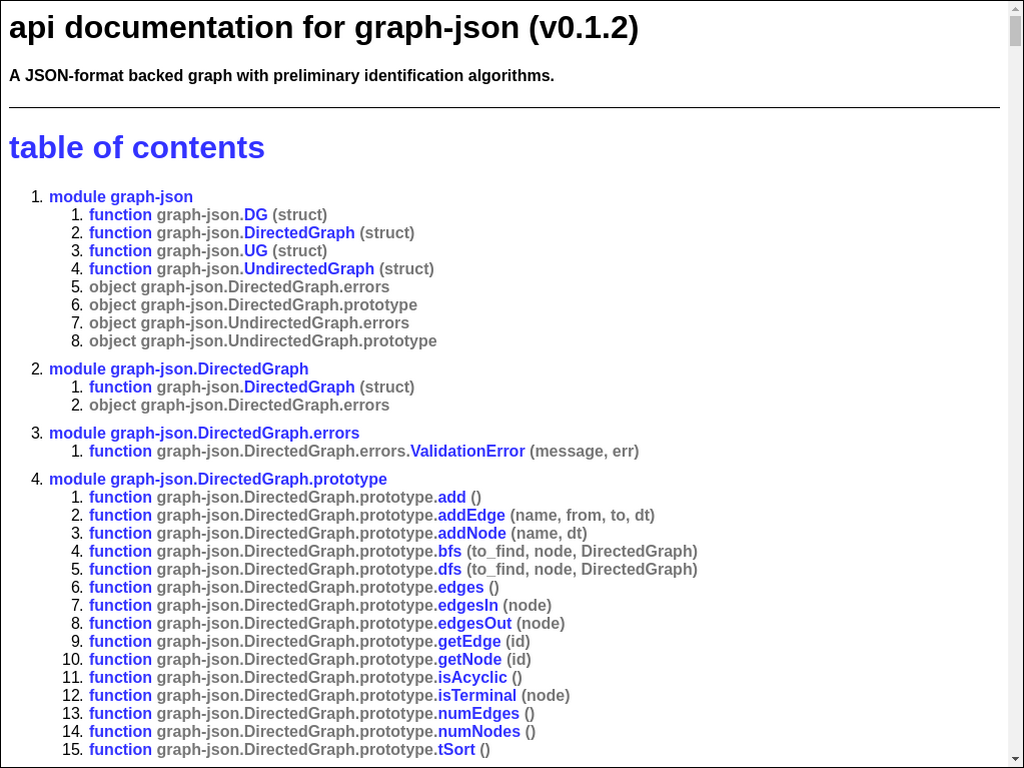 api documentation for graph-json (v0.1.2)
A JSON-format backed graph with preliminary identification algorithms.
table of contents
1. module graph-json
1. function graph-json.DG (struct)
2. function graph-json.DirectedGraph (struct)
3. function graph-json.UG (struct)
4. function graph-json.UndirectedGraph (struct)
5. object graph-json.DirectedGraph.errors
6. object graph-json.DirectedGraph.prototype
7. object graph-json.UndirectedGraph.errors
8. object graph-json.UndirectedGraph.prototype
2. module graph-json.DirectedGraph
1. function graph-json.DirectedGraph (struct)
2. object graph-json.DirectedGraph.errors
3. module graph-json.DirectedGraph.errors
1. function graph-json.DirectedGraph.errors.ValidationError (message, err)
4. module graph-json.DirectedGraph.prototype
1. function graph-json.DirectedGraph.prototype.add ()
2. function graph-json.DirectedGraph.prototype.addEdge (name, from, to, dt)
3. function graph-json.DirectedGraph.prototype.addNode (name, dt)
4. function graph-json.DirectedGraph.prototype.bfs (to_find, node, DirectedGraph)
5. function graph-json.DirectedGraph.prototype.dfs (to_find, node, DirectedGraph)
6. function graph-json.DirectedGraph.prototype.edges ()
7. function graph-json.DirectedGraph.prototype.edgesIn (node)
8. function graph-json.DirectedGraph.prototype.edgesOut (node)
9. function graph-json.DirectedGraph.prototype.getEdge (id)
10. function graph-json.DirectedGraph.prototype.getNode (id)
11. function graph-json.DirectedGraph.prototype.isAcyclic ()
12. function graph-json.DirectedGraph.prototype.isTerminal (node)
13. function graph-json.DirectedGraph.prototype.numEdges ()
14. function graph-json.DirectedGraph.prototype.numNodes ()
15. function graph-json.DirectedGraph.prototype.tSort ()